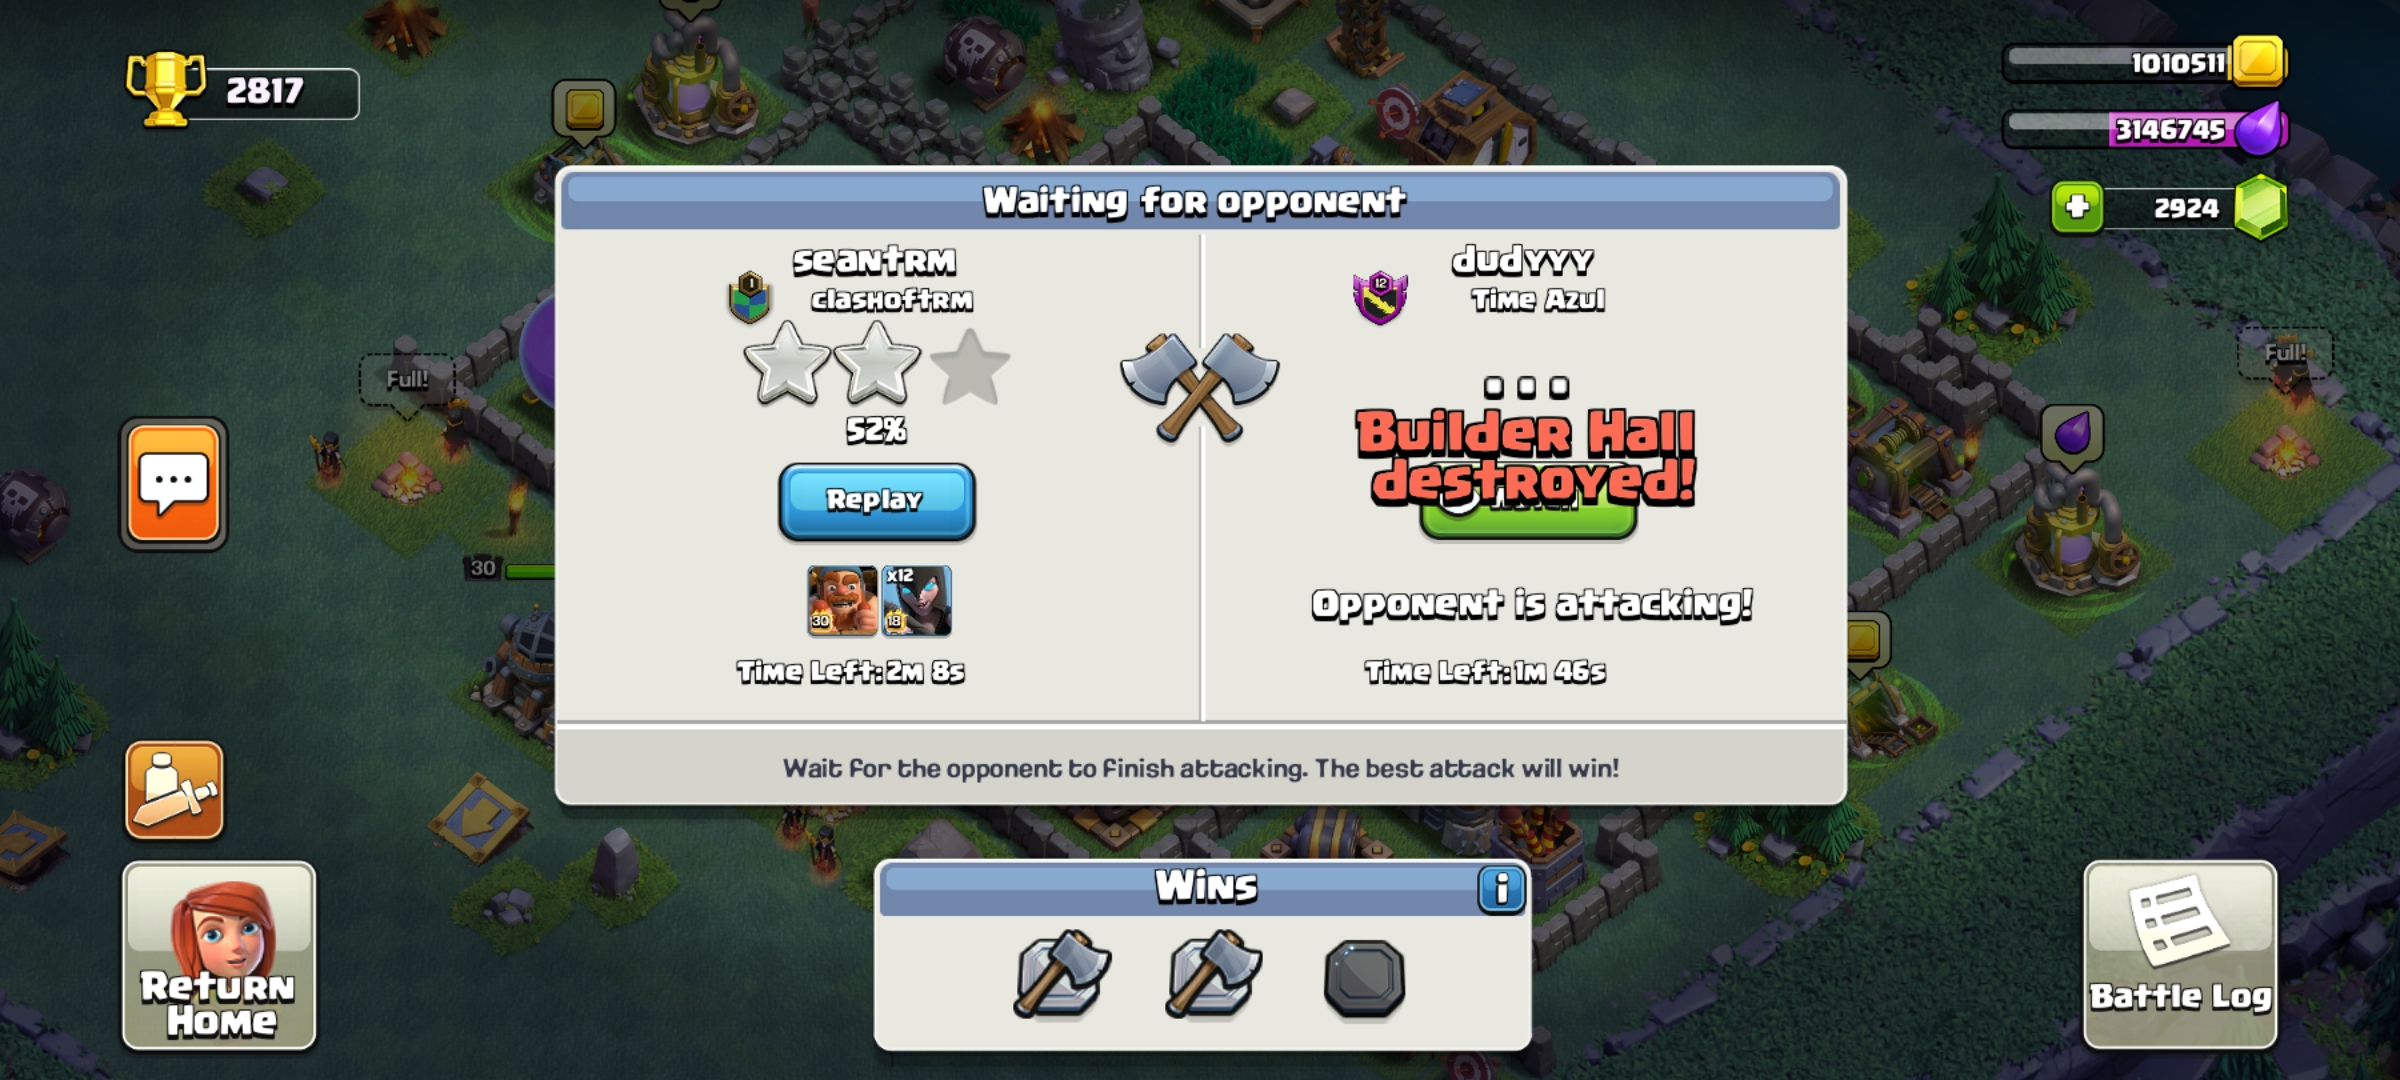 2817
1010511
3146745
2924
Waiting for opponent
seantrm
1
clashoftrm
52%
Replay
30
x12
18
Time Left: 2m 8s
dudyyy
12
Time Azul
Builder Hall
destroyed!
Opponent is attacking!
Time Left: 1m 46s
Wait for the opponent to finish attacking. The best attack will win!
Full!
Full!
30
Wins
i
Return
Home
Battle Log